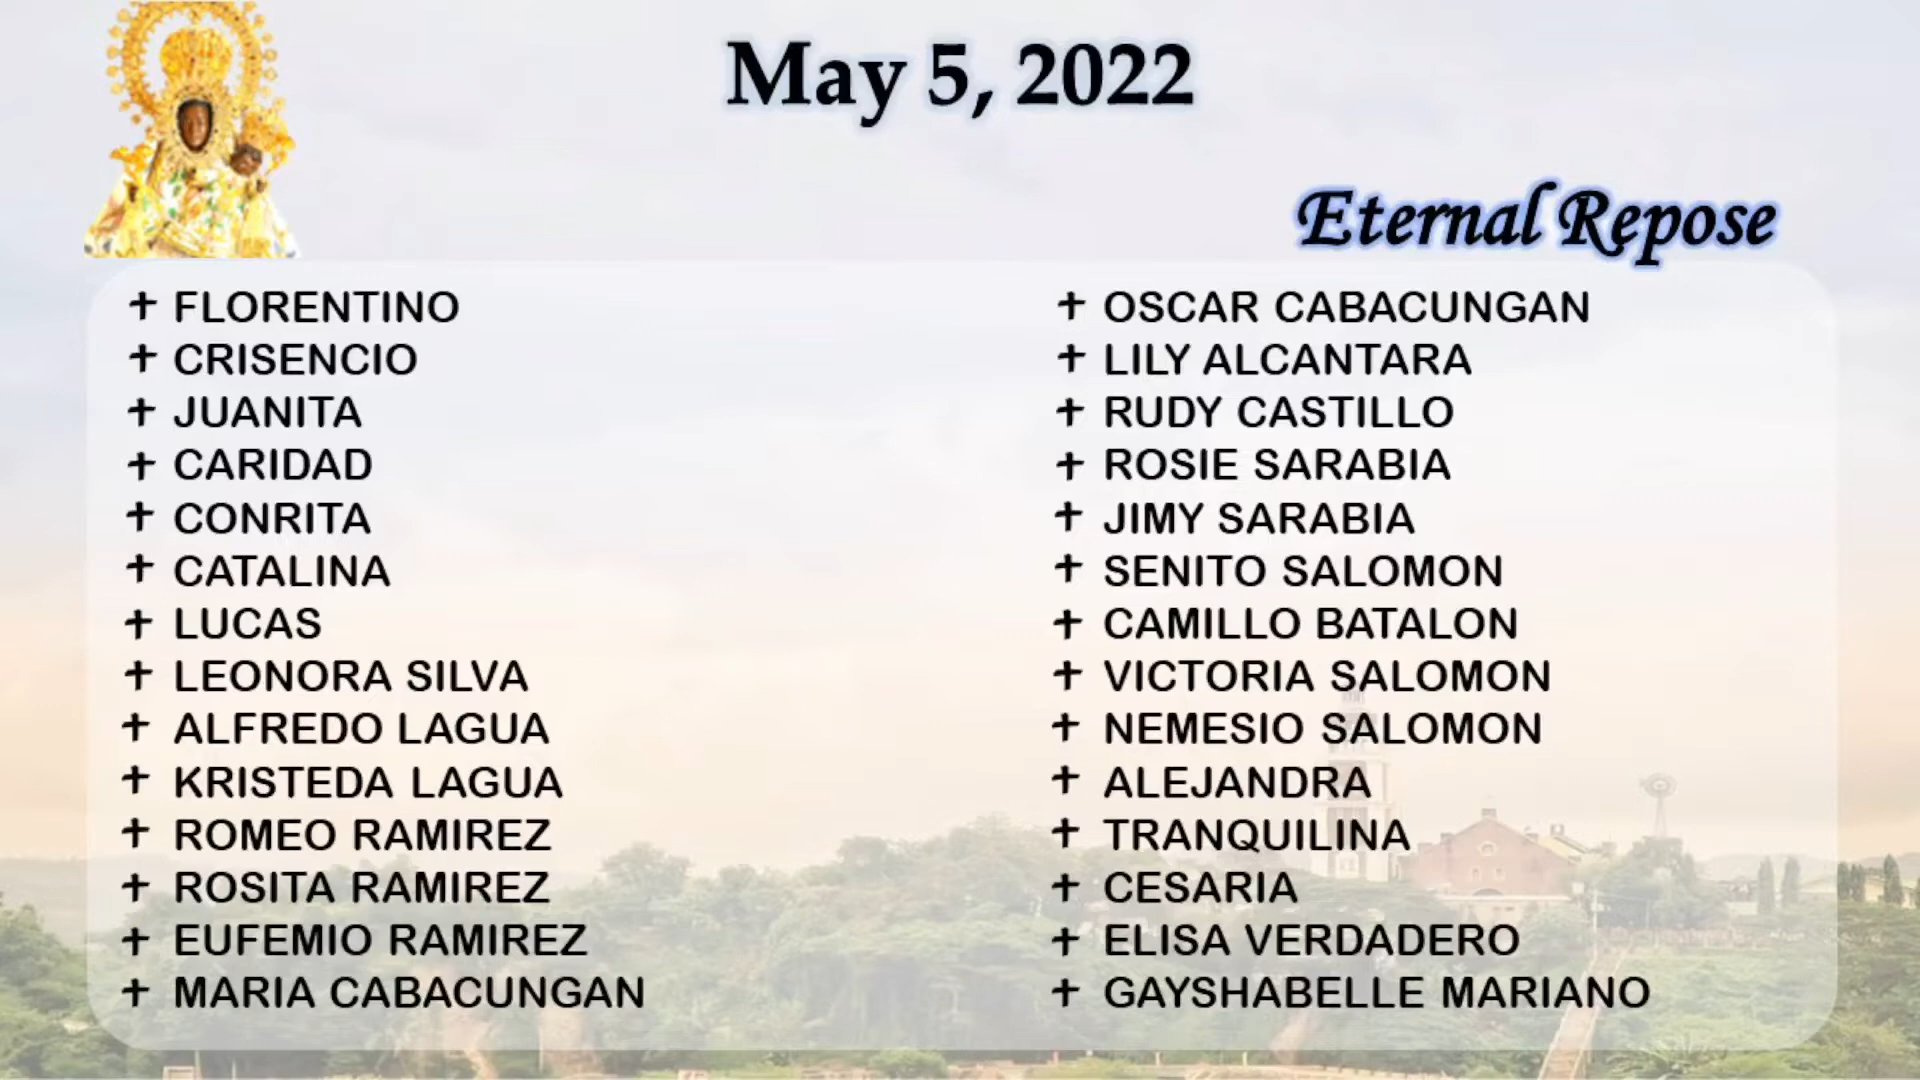 May 5, 2022
Eternal Repose
FLORENTINO
CRISENCIO
JUANITA
CARIDAD
CONRITA
CATALINA
LUCAS
LEONORA SILVA
ALFREDO LAGUA
KRISTEDA LAGUA
ROMEO RAMIREZ
ROSITA RAMIREZ
EUFEMIO RAMIREZ
MARIA CABACUNGAN
OSCAR CABACUNGAN
LILY ALCANTARA
RUDY CASTILLO
ROSIE SARABIA
JIMY SARABIA
SENITO SALOMON
CAMILLO BATALON
VICTORIA SALOMON
NEMESIO SALOMON
ALEJANDRA
TRANQUILINA
CESARIA
ELISA VERDADERO
GAYSHABELLE MARIANO